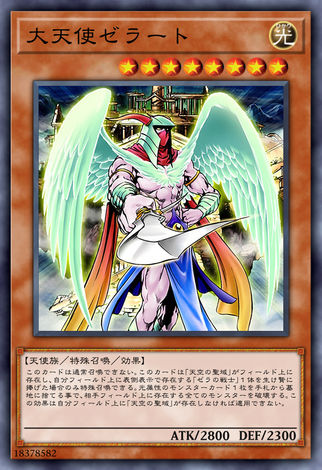 大天使ゼラート
光
[天使族／特殊召喚／効果]
このカードは通常召喚できない。このカードは「天空の聖域」がフィールド上に
存在し、自分フィールド上に表側表示で存在する「ゼラの戦士」1体を生け贄に
捧げた場合のみ特殊召喚できる。光属性のモンスターカード1枚を手札から墓
地に捨てる事で、相手フィールド上に存在する全てのモンスターを破壊する。こ
の効果は自分フィールド上に「天空の聖域」が存在しなければ適用できない。
ATK/2800 DEF/2300
18378582